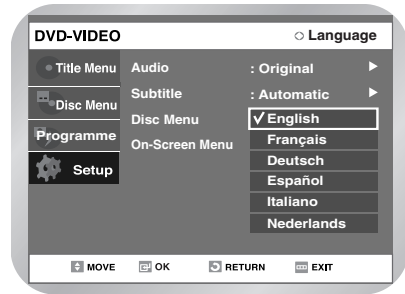 DVD-VIDEO Language
Title Menu Audio : Original
Disc Menu Subtitle : Automatic
Programme Disc Menu ✓ English
Setup On-Screen Menu Français
Deutsch
Español
Italiano
Nederlands
MOVE OK RETURN EXIT